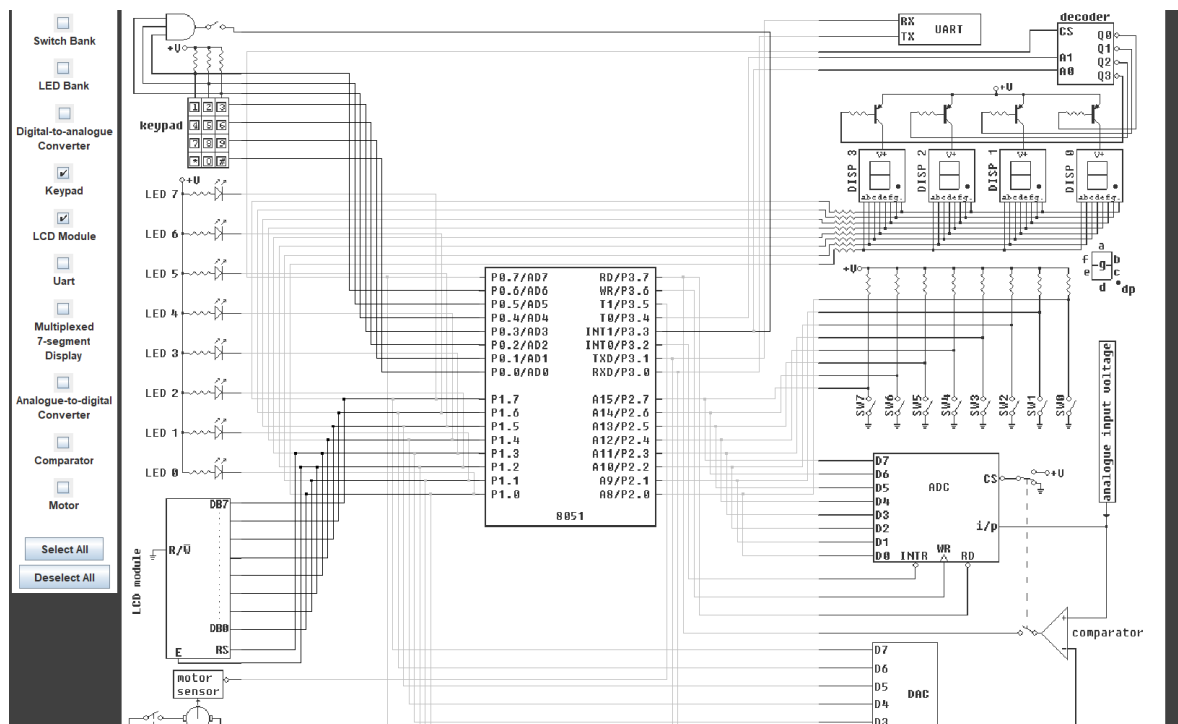 Switch Bank
LED Bank
Digital-to-analogue
Converter
Keypad
LCD Module
Uart
Multiplexed
7-segment
Display
Analogue-to-digital
Converter
Comparator
Motor
Select All
Deselect All
+V
keypad
1 2 3
4 5 6
7 8 9
* 0 #
+V
LED 7
LED 6
LED 5
LED 4
LED 3
LED 2
LED 1
LED 0
LCD module
DB7
R/W̅
DB0
RS
E
motor
sensor
P0.7/AD7
P0.6/AD6
P0.5/AD5
P0.4/AD4
P0.3/AD3
P0.2/AD2
P0.1/AD1
P0.0/AD0
P1.7
P1.6
P1.5
P1.4
P1.3
P1.2
P1.1
P1.0
RD/P3.7
WR/P3.6
T1/P3.5
T0/P3.4
INT1/P3.3
INT0/P3.2
TXD/P3.1
RXD/P3.0
A15/P2.7
A14/P2.6
A13/P2.5
A12/P2.4
A11/P2.3
A10/P2.2
A9/P2.1
A8/P2.0
8051
RX
TX
UART
decoder
CS
A1
A0
Q0
Q1
Q2
Q3
+V
DISP 3
V+
abcdefg.
DISP 2
V+
abcdefg.
DISP 1
V+
abcdefg.
DISP 0
V+
abcdefg.
a
f b
g
e c
d dp
+V
SW7
SW6
SW5
SW4
SW3
SW2
SW1
SW0
analogue input voltage
D7
D6
D5
D4
D3
D2
D1
D0
ADC
CS
+V
i/p
INTR
WR
RD
comparator
+
-
D7
D6
D5
D4
D3
DAC